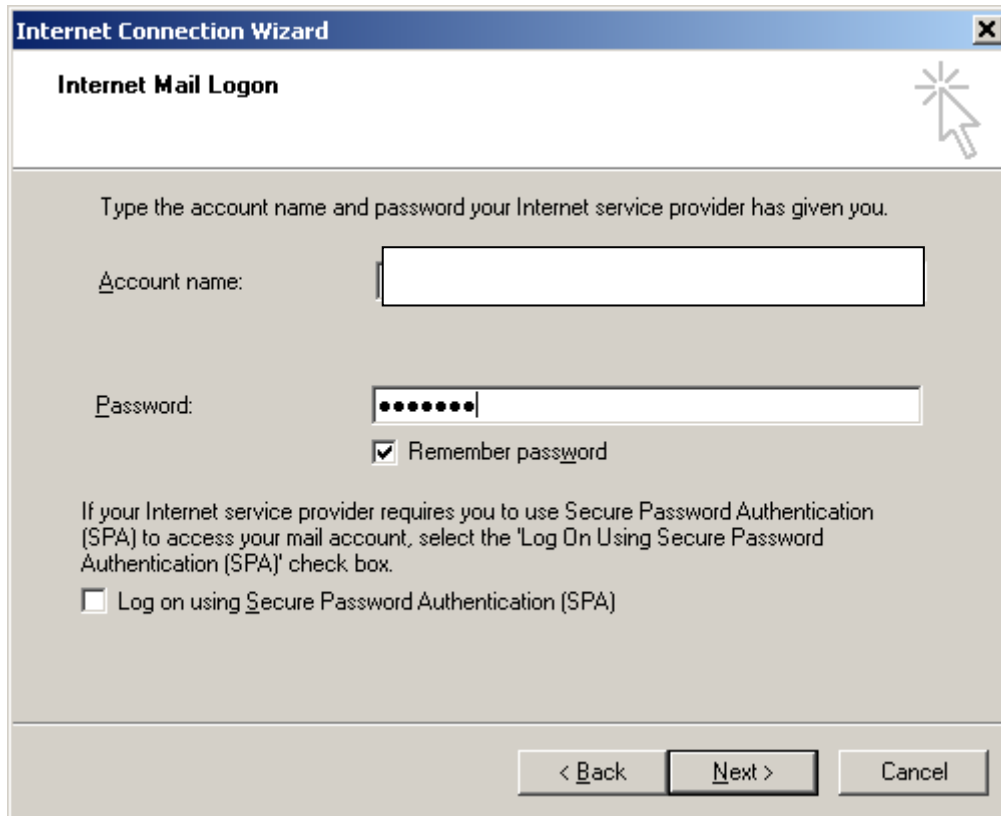 Internet Connection Wizard
Internet Mail Logon
Type the account name and password your Internet service provider has given you.
Account name:
Password:
•••••••
Remember password
If your Internet service provider requires you to use Secure Password Authentication
(SPA) to access your mail account, select the 'Log On Using Secure Password
Authentication (SPA)' check box.
Log on using Secure Password Authentication (SPA)
< Back
Next >
Cancel